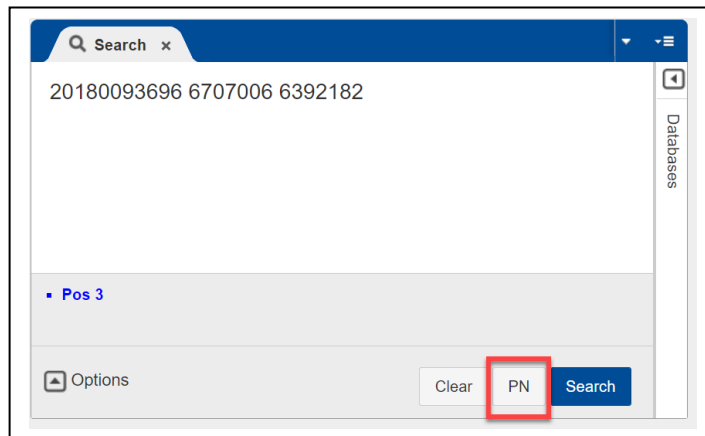 Search x
20180093696 6707006 6392182
Databases
Pos 3
Options
Clear PN Search